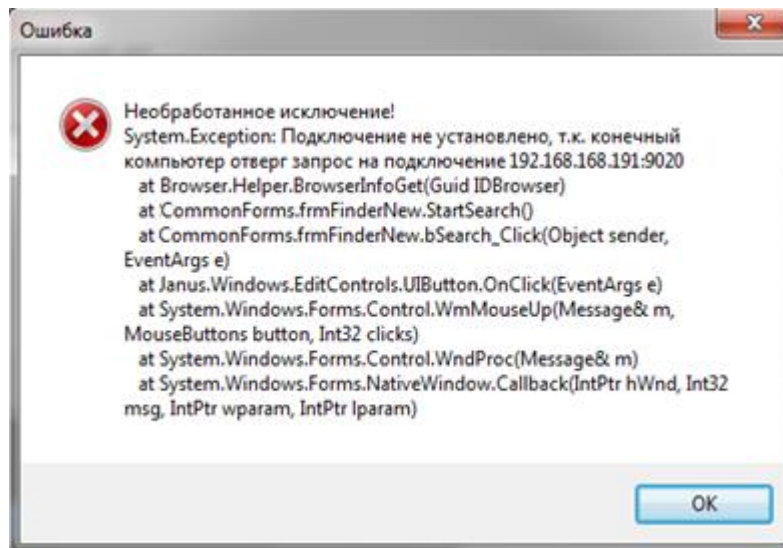 Ошибка
Необработанное исключение!
System.Exception: Подключение не установлено, т.к. конечный
компьютер отверг запрос на подключение 192.168.168.191:9020
at Browser.Helper.BrowserInfoGet(Guid IDBrowser)
at CommonForms.frmFinderNew.StartSearch()
at CommonForms.frmFinderNew.bSearch_Click(Object sender,
EventArgs e)
at Janus.Windows.EditControls.UIButton.OnClick(EventArgs e)
at System.Windows.Forms.Control.WmMouseUp(Message& m,
MouseButtons button, Int32 clicks)
at System.Windows.Forms.Control.WndProc(Message& m)
at System.Windows.Forms.NativeWindow.Callback(IntPtr hWnd, Int32
msg, IntPtr wparam, IntPtr lparam)
OK